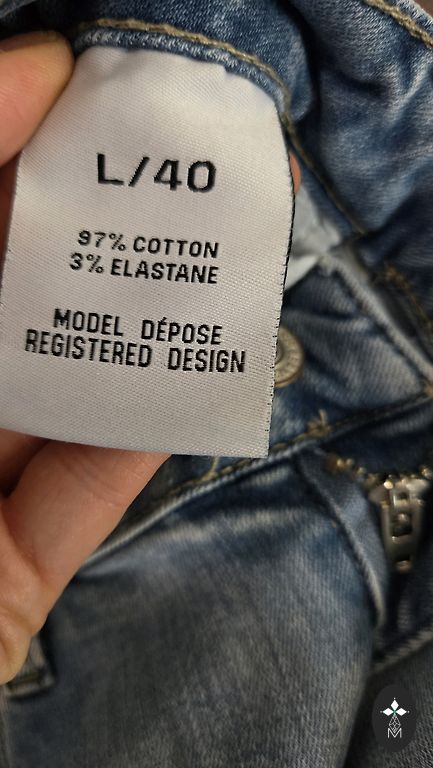 L/40
97% COTTON
3% ELASTANE
MODEL DÉPOSE
REGISTERED DESIGN
M